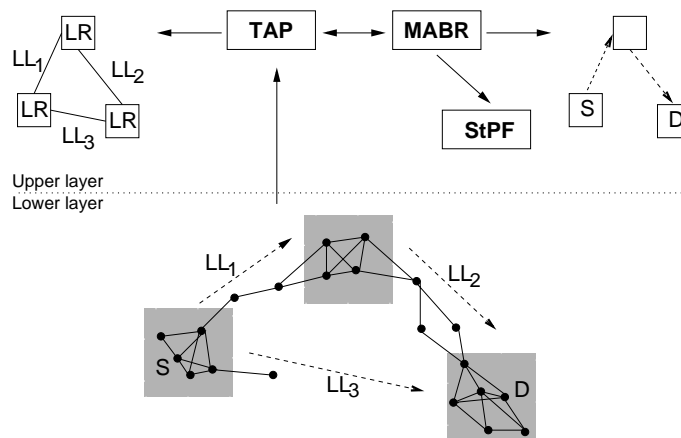 LR
TAP
MABR
LL1
LL2
LR
LR
LL3
StPF
S
D
Upper layer
Lower layer
LL1
LL2
S
LL3
D